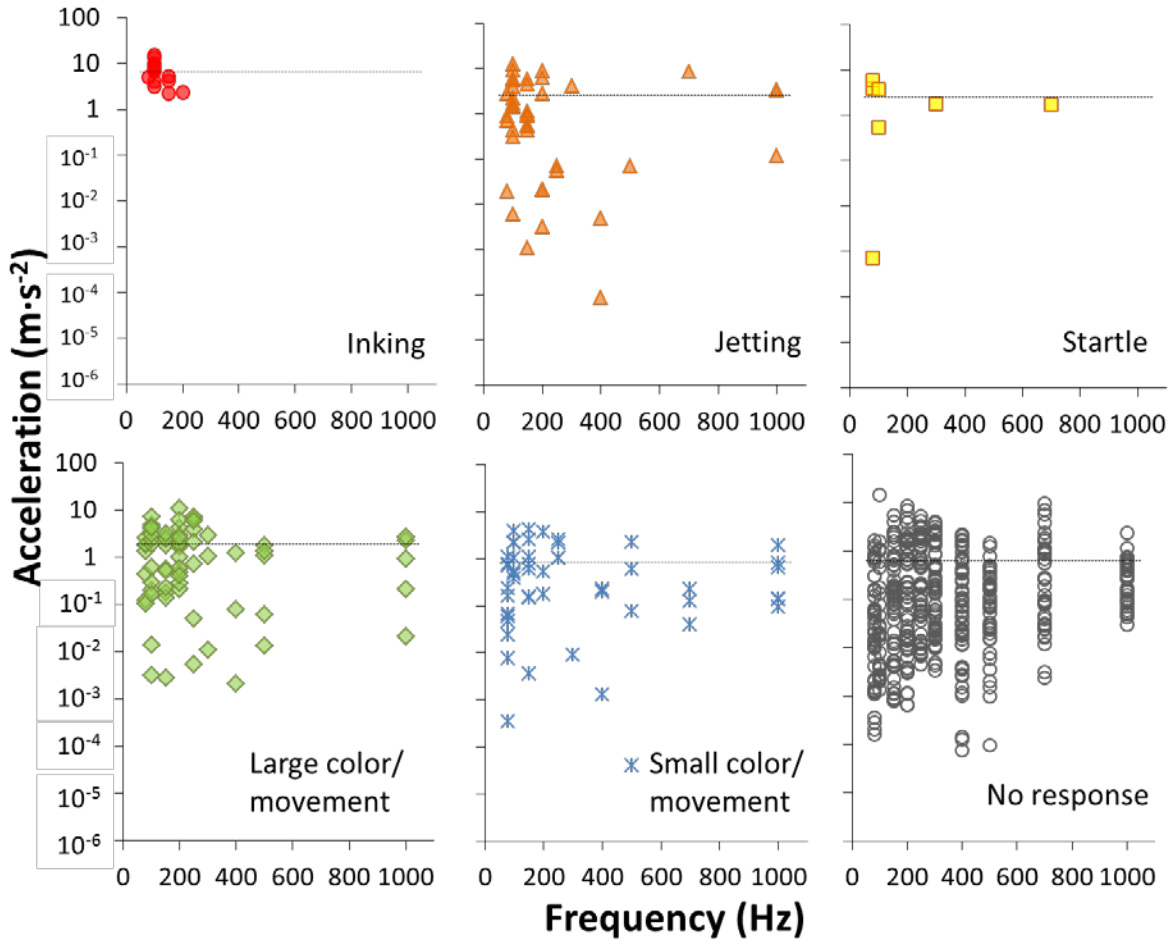 Acceleration (m·s⁻²)
100
10
1
10⁻¹
10⁻²
10⁻³
10⁻⁴
10⁻⁵
10⁻⁶
Inking
0 200 400 600 800 1000
Jetting
0 200 400 600 800 1000
Startle
0 200 400 600 800 1000
100
10
1
10⁻¹
10⁻²
10⁻³
10⁻⁴
10⁻⁵
10⁻⁶
Large color/
movement
0 200 400 600 800 1000
Small color/
movement
0 200 400 600 800 1000
No response
0 200 400 600 800 1000
Frequency (Hz)